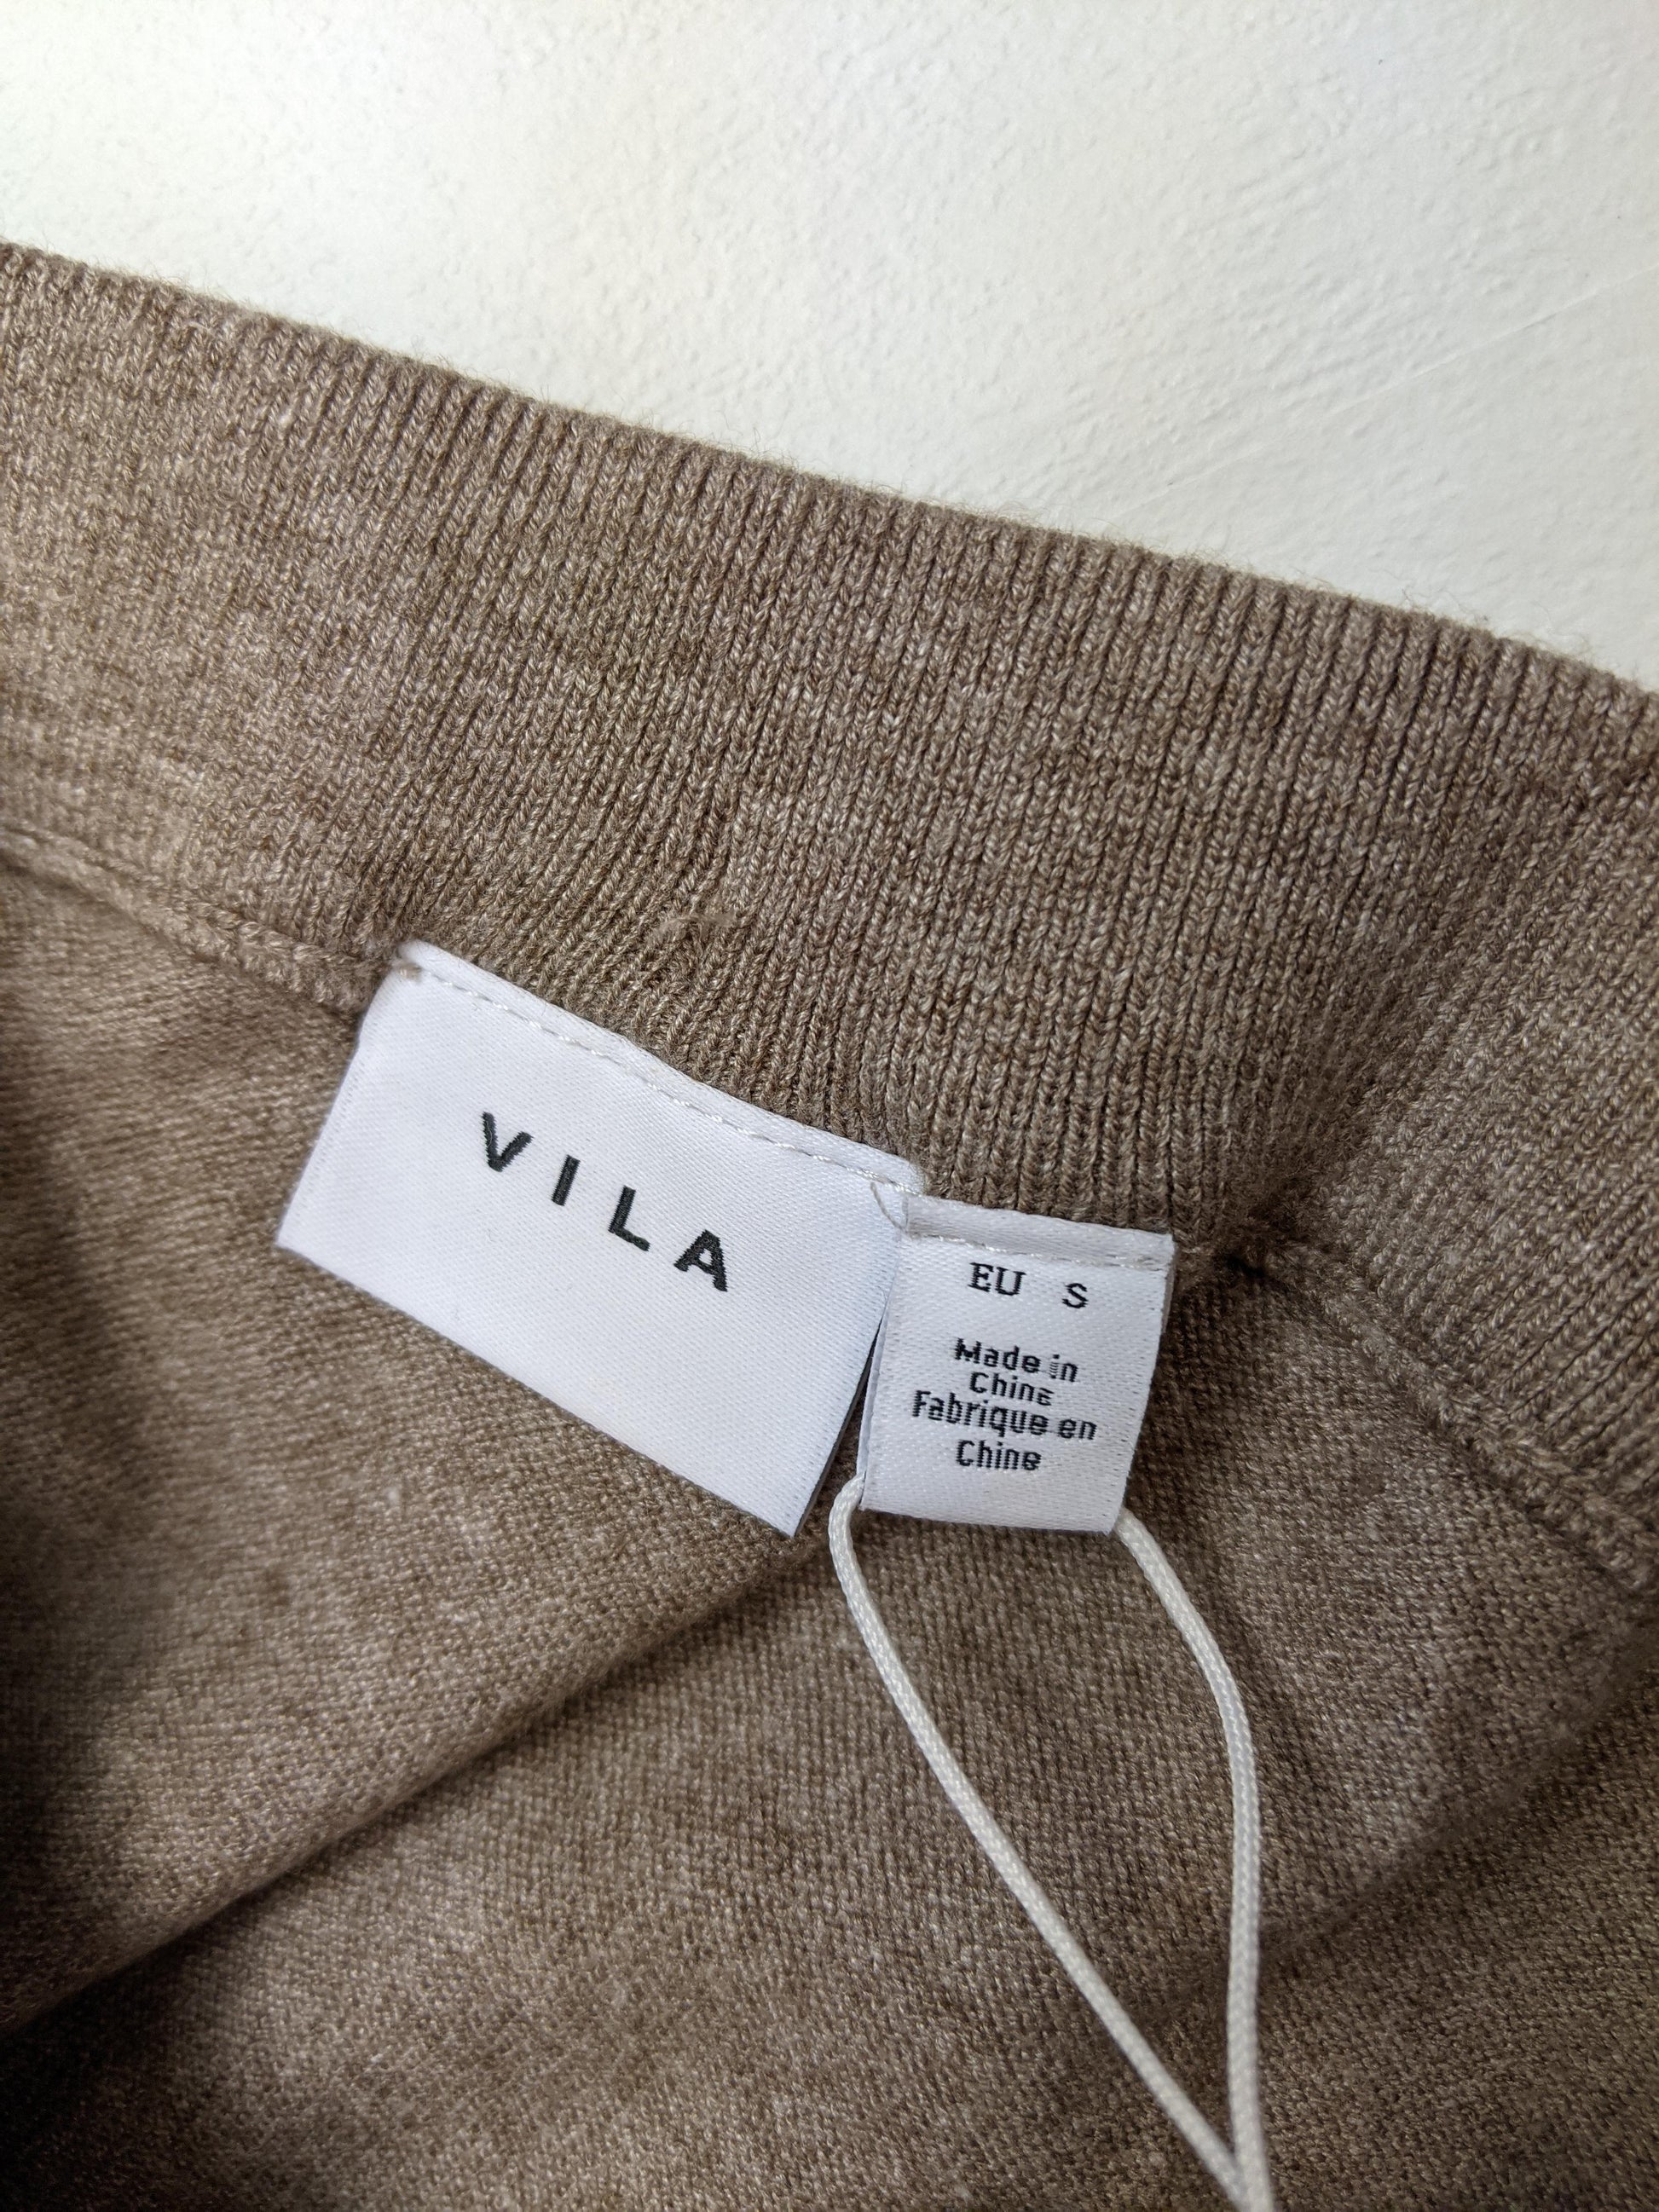 VILA
EU S
Made in
China
Fabrique en
Chine